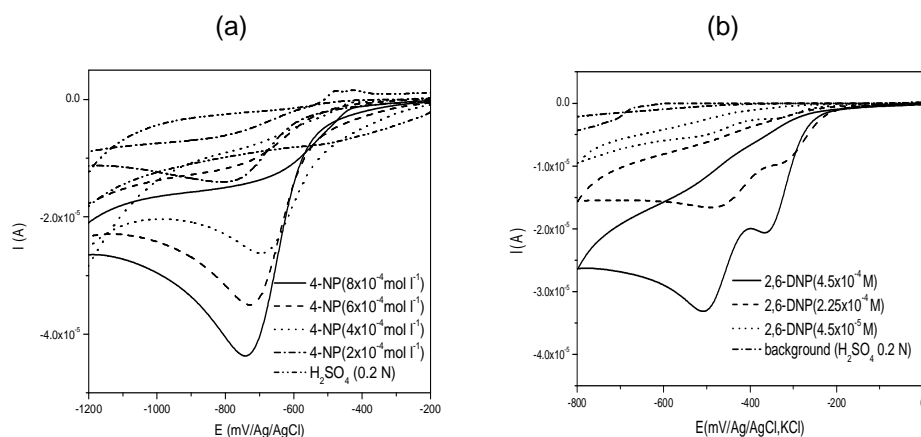 (a)
(b)
0.0
-2.0x10⁻⁵
-4.0x10⁻⁵
I (A)
4-NP(8x10⁻⁴mol l⁻¹)
4-NP(6x10⁻⁴mol l⁻¹)
4-NP(4x10⁻⁴mol l⁻¹)
4-NP(2x10⁻⁴mol l⁻¹)
H₂SO₄ (0.2 N)
-1200 -1000 -800 -600 -400 -200
E (mV/Ag/AgCl)
0.0
-1.0x10⁻⁵
-2.0x10⁻⁵
-3.0x10⁻⁵
-4.0x10⁻⁵
I (A)
2,6-DNP(4.5x10⁻⁴ M)
2,6-DNP(2.25x10⁻⁴ M)
2,6-DNP(4.5x10⁻⁵ M)
background (H₂SO₄ 0.2 N)
-800 -600 -400 -200
E(mV/Ag/AgCl,KCl)